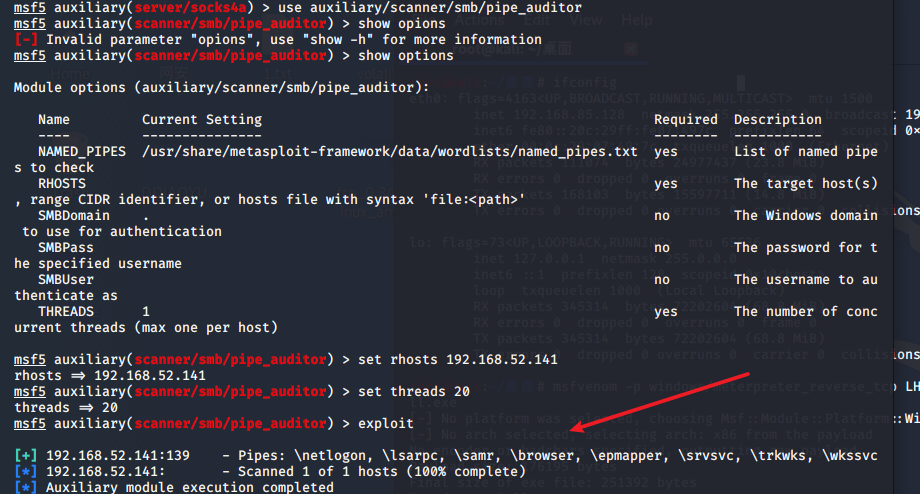 msf5 auxiliary(server/socks4a) > use auxiliary/scanner/smb/pipe_auditor
msf5 auxiliary(scanner/smb/pipe_auditor) > show opions
[-] Invalid parameter "opions", use "show -h" for more information
msf5 auxiliary(scanner/smb/pipe_auditor) > show options
Module options (auxiliary/scanner/smb/pipe_auditor):
Name Current Setting Required Description
---- --------------- -------- -----------
NAMED_PIPES /usr/share/metasploit-framework/data/wordlists/named_pipes.txt yes List of named pipe
s to check
RHOSTS yes The target host(s)
, range CIDR identifier, or hosts file with syntax 'file:<path>'
SMBDomain . no The Windows domain
to use for authentication
SMBPass no The password for t
he specified username
SMBUser no The username to au
thenticate as
THREADS 1 yes The number of conc
urrent threads (max one per host)
msf5 auxiliary(scanner/smb/pipe_auditor) > set rhosts 192.168.52.141
rhosts => 192.168.52.141
msf5 auxiliary(scanner/smb/pipe_auditor) > set threads 20
threads => 20
msf5 auxiliary(scanner/smb/pipe_auditor) > exploit
[+] 192.168.52.141:139 - Pipes: \netlogon, \lsarpc, \samr, \browser, \epmapper, \srvsvc, \trkwks, \wkssvc
[*] 192.168.52.141: - Scanned 1 of 1 hosts (100% complete)
[*] Auxiliary module execution completed